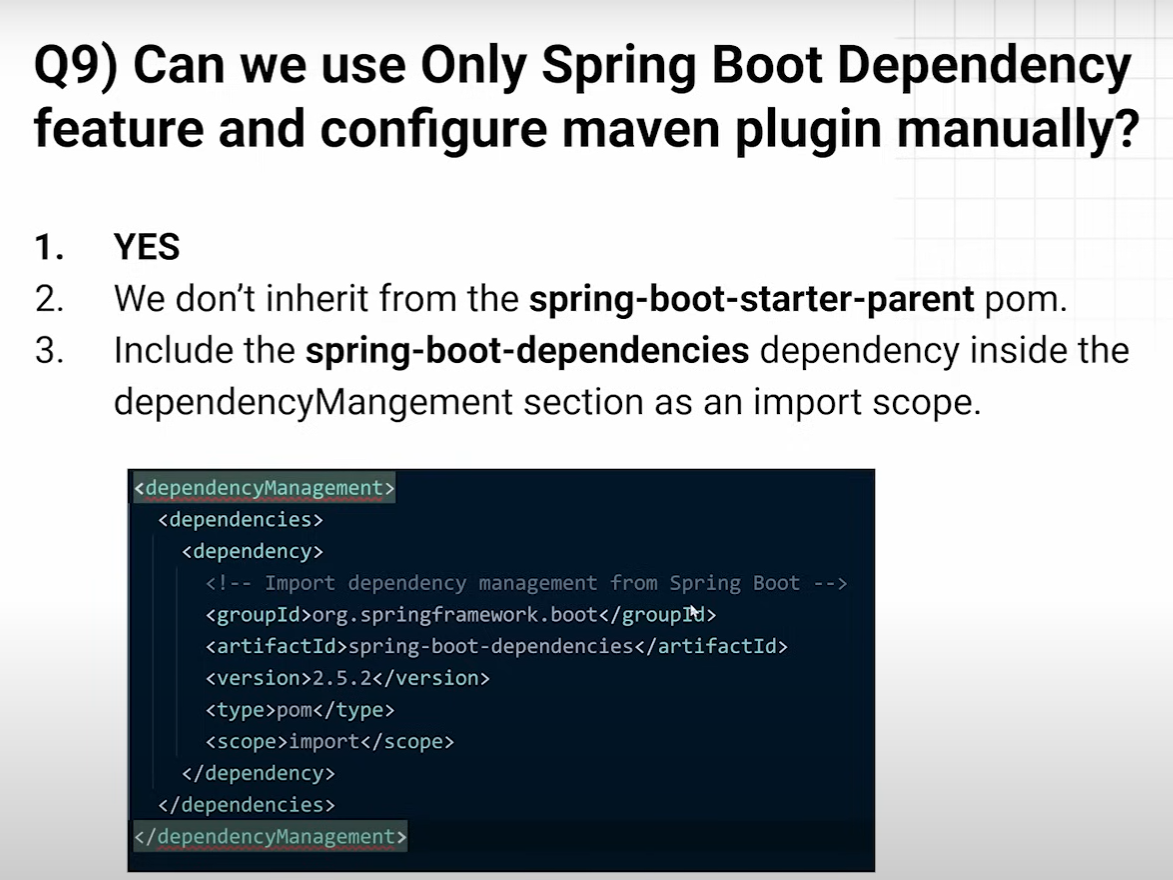 Q9) Can we use Only Spring Boot Dependency
feature and configure maven plugin manually?
1. YES
2. We don’t inherit from the spring-boot-starter-parent pom.
3. Include the spring-boot-dependencies dependency inside the
dependencyMangement section as an import scope.
<dependencyManagement>
<dependencies>
<dependency>
<!-- Import dependency management from Spring Boot -->
<groupId>org.springframework.boot</groupId>
<artifactId>spring-boot-dependencies</artifactId>
<version>2.5.2</version>
<type>pom</type>
<scope>import</scope>
</dependency>
</dependencies>
</dependencyManagement>